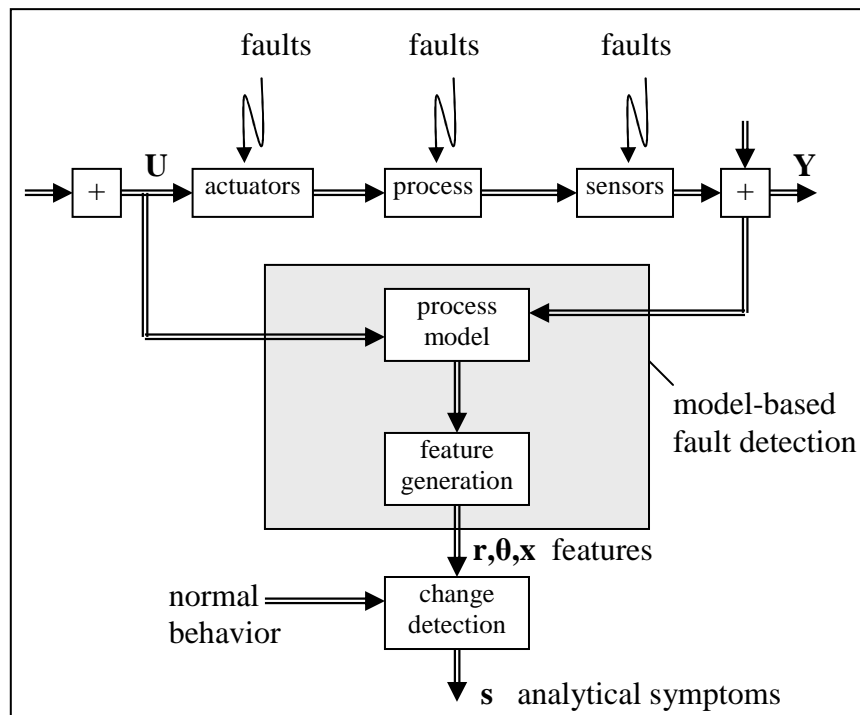 faults faults faults
U Y
+ actuators process sensors +
process
model
model-based
fault detection
feature
generation
r,θ,x features
normal
behavior
change
detection
s analytical symptoms